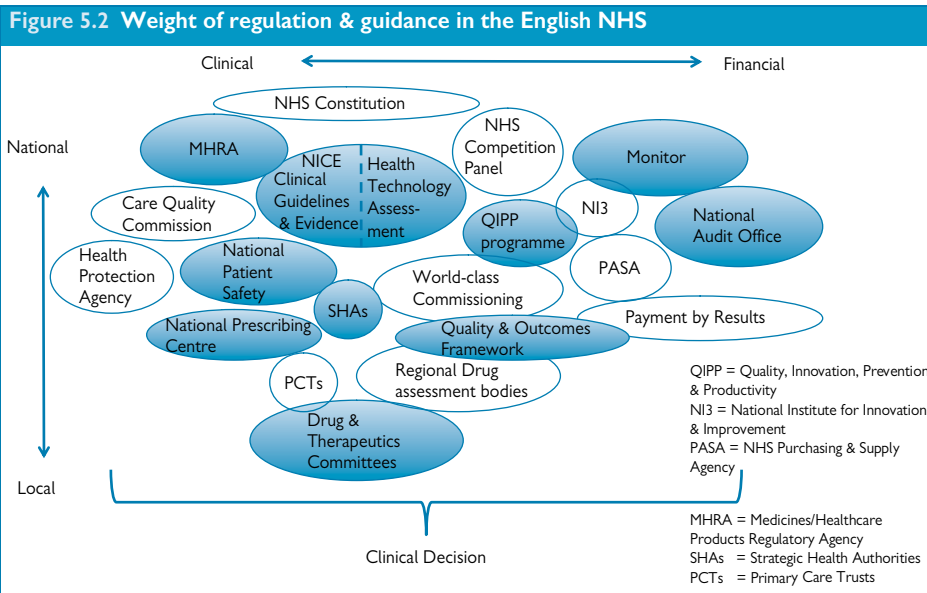 Figure 5.2 Weight of regulation & guidance in the English NHS
Clinical
Financial
National
Local
NHS Constitution
MHRA
NICE
Clinical
Guidelines
& Evidence
Health
Technology
Assess-
ment
NHS
Competition
Panel
Monitor
Care Quality
Commission
QIPP
programme
NI3
National
Audit Office
Health
Protection
Agency
National
Patient
Safety
SHAs
World-class
Commissioning
PASA
National Prescribing
Centre
Quality & Outcomes
Framework
Payment by Results
PCTs
Regional Drug
assessment bodies
Drug &
Therapeutics
Committees
QIPP = Quality, Innovation, Prevention
& Productivity
NI3 = National Institute for Innovation
& Improvement
PASA = NHS Purchasing & Supply
Agency
Clinical Decision
MHRA = Medicines/Healthcare
Products Regulatory Agency
SHAs = Strategic Health Authorities
PCTs = Primary Care Trusts